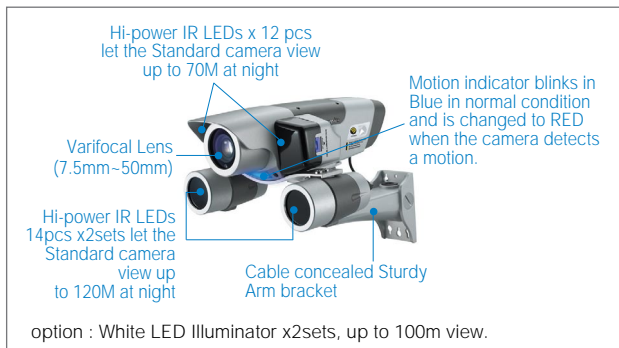 Hi-power IR LEDs x 12 pcs
let the Standard camera view
up to 70M at night
Motion indicator blinks in
Blue in normal condition
and is changed to RED
when the camera detects
a motion.
Varifocal Lens
(7.5mm~50mm)
Hi-power IR LEDs
14pcs x2sets let the
Standard camera
view up
to 120M at night
Cable concealed Sturdy
Arm bracket
option : White LED Illuminator x2sets, up to 100m view.